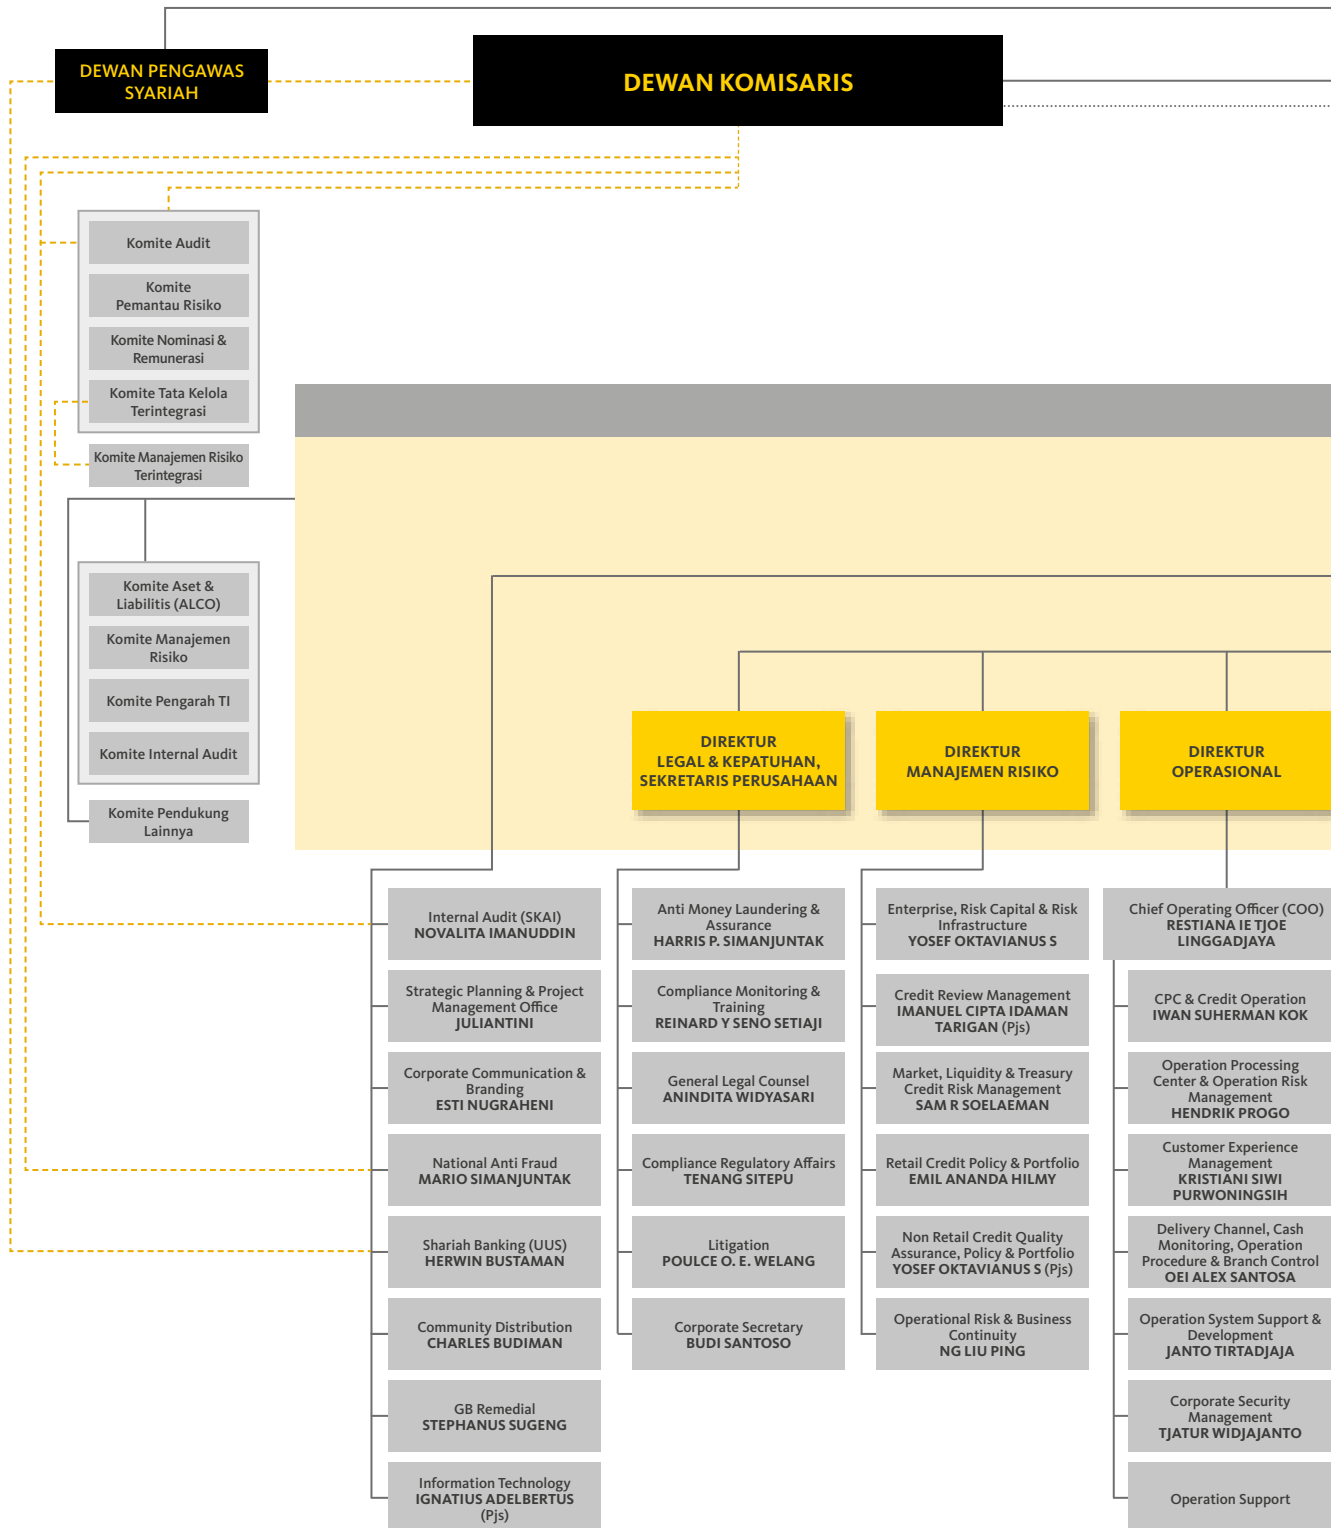 DEWAN PENGAWAS
SYARIAH
DEWAN KOMISARIS
Komite Audit
Komite
Pemantau Risiko
Komite Nominasi &
Remunerasi
Komite Tata Kelola
Terintegrasi
Komite Manajemen Risiko
Terintegrasi
Komite Aset &
Liabilitis (ALCO)
Komite Manajemen
Risiko
Komite Pengarah TI
Komite Internal Audit
Komite Pendukung
Lainnya
DIREKTUR
LEGAL & KEPATUHAN,
SEKRETARIS PERUSAHAAN
DIREKTUR
MANAJEMEN RISIKO
DIREKTUR
OPERASIONAL
Internal Audit (SKAI)
NOVALITA IMANUDDIN
Strategic Planning & Project
Management Office
JULIANTINI
Corporate Communication &
Branding
ESTI NUGRAHENI
National Anti Fraud
MARIO SIMANJUNTAK
Shariah Banking (UUS)
HERWIN BUSTAMAN
Community Distribution
CHARLES BUDIMAN
GB Remedial
STEPHANUS SUGENG
Information Technology
IGNATIUS ADELBERTUS
(Pjs)
Anti Money Laundering &
Assurance
HARRIS P. SIMANJUNTAK
Compliance Monitoring &
Training
REINARD Y SENO SETIAJI
General Legal Counsel
ANINDITA WIDYASARI
Compliance Regulatory Affairs
TENANG SITEPU
Litigation
POULCE O. E. WELANG
Corporate Secretary
BUDI SANTOSO
Enterprise, Risk Capital & Risk
Infrastructure
YOSEF OKTAVIANUS S
Credit Review Management
IMANUEL CIPTA IDAMAN
TARIGAN (Pjs)
Market, Liquidity & Treasury
Credit Risk Management
SAM R SOELAEMAN
Retail Credit Policy & Portfolio
EMIL ANANDA HILMY
Non Retail Credit Quality
Assurance, Policy & Portfolio
YOSEF OKTAVIANUS S (Pjs)
Operational Risk & Business
Continuity
NG LIU PING
Chief Operating Officer (COO)
RESTIANA IE TJOE
LINGGADJAYA
CPC & Credit Operation
IWAN SUHERMAN KOK
Operation Processing
Center & Operation Risk
Management
HENDRIK PROGO
Customer Experience
Management
KRISTIANI SIWI
PURWONINGSIH
Delivery Channel, Cash
Monitoring, Operation
Procedure & Branch Control
OEI ALEX SANTOSA
Operation System Support &
Development
JANTO TIRTADJAJA
Corporate Security
Management
TJATUR WIDJAJANTO
Operation Support